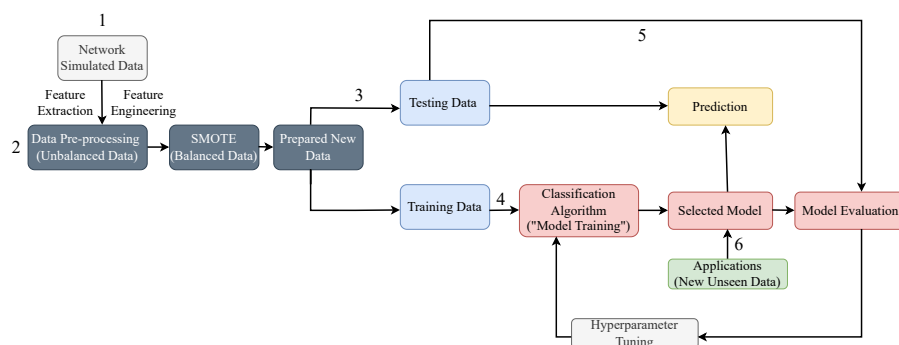 1
Network
Simulated Data
Feature
Extraction
Feature
Engineering
2
Data Pre-processing
(Unbalanced Data)
SMOTE
(Balanced Data)
Prepared New
Data
3
Testing Data
5
Prediction
Training Data
4
Classification
Algorithm
("Model Training")
Selected Model
Model Evaluation
6
Applications
(New Unseen Data)
Hyperparameter
Tuning